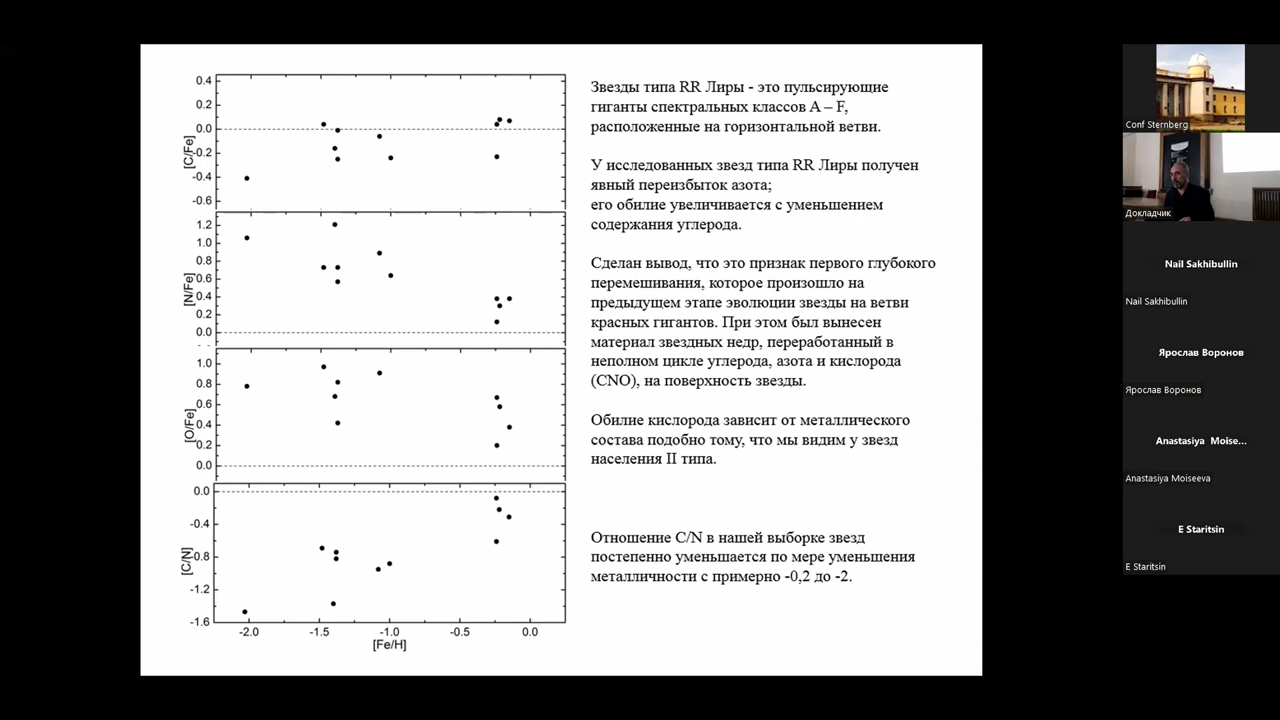 0.4
0.2
0.0
-0.2
-0.4
-0.6
[C/Fe]
1.2
1.0
0.8
0.6
0.4
0.2
0.0
[N/Fe]
1.0
0.8
0.6
0.4
0.2
0.0
[O/Fe]
0.0
-0.4
-0.8
-1.2
-1.6
[C/N]
-2.0 -1.5 -1.0 -0.5 0.0
[Fe/H]
Звезды типа RR Лиры - это пульсирующие
гиганты спектральных классов A – F,
расположенные на горизонтальной ветви.
У исследованных звезд типа RR Лиры получен
явный переизбыток азота;
его обилие увеличивается с уменьшением
содержания углерода.
Сделан вывод, что это признак первого глубокого
перемешивания, которое произошло на
предыдущем этапе эволюции звезды на ветви
красных гигантов. При этом был вынесен
материал звездных недр, переработанный в
неполном цикле углерода, азота и кислорода
(CNO), на поверхность звезды.
Обилие кислорода зависит от металлического
состава подобно тому, что мы видим у звезд
населения II типа.
Отношение C/N в нашей выборке звезд
постепенно уменьшается по мере уменьшения
металличности с примерно -0,2 до -2.
Conf Sternberg
Докладчик
Nail Sakhibullin
Nail Sakhibullin
Ярослав Воронов
Ярослав Воронов
Anastasiya Moise...
Anastasiya Moiseeva
E Staritsin
E Staritsin